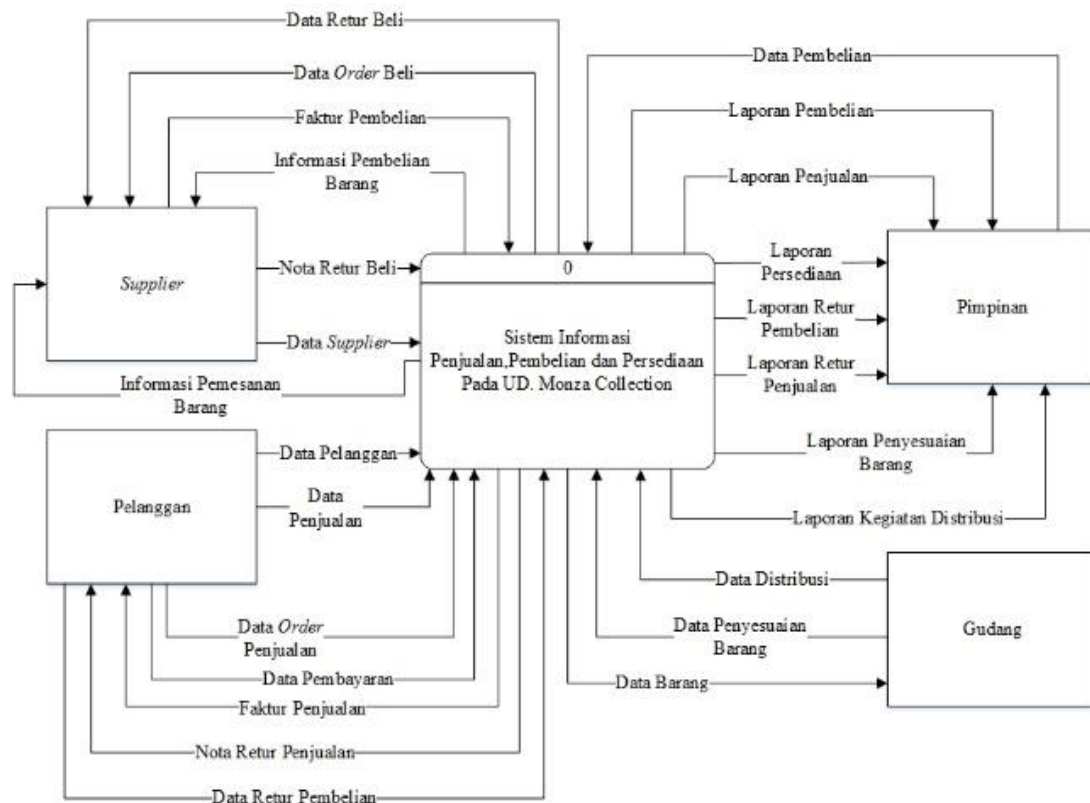 Data Retur Beli
Data Order Beli
Faktur Pembelian
Informasi Pembelian
Barang
Data Pembelian
Laporan Pembelian
Laporan Penjualan
Supplier
Nota Retur Beli
Data Supplier
Informasi Pemesanan
Barang
0
Sistem Informasi
Penjualan,Pembelian dan Persediaan
Pada UD. Monza Collection
Laporan
Persediaan
Laporan Retur
Pembelian
Laporan Retur
Penjualan
Pimpinan
Laporan Penyesuaian
Barang
Laporan Kegiatan Distribusi
Pelanggan
Data Pelanggan
Data
Penjualan
Data Order
Penjualan
Data Pembayaran
Faktur Penjualan
Nota Retur Penjualan
Data Retur Pembelian
Data Distribusi
Data Penyesuaian
Barang
Data Barang
Gudang